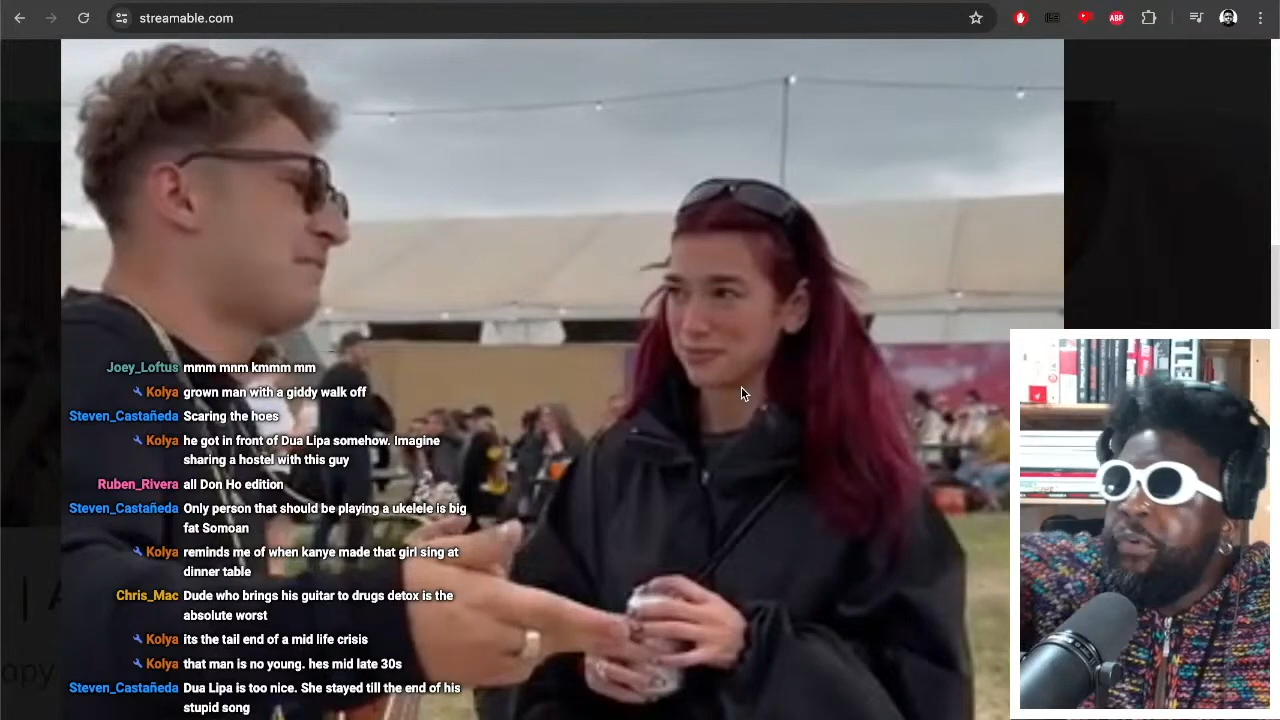 streamable.com
ABP
Joey_Loftus mmm mnm kmmm mm
Kolya grown man with a giddy walk off
Steven_Castañeda Scaring the hoes
Kolya he got in front of Dua Lipa somehow. Imagine
sharing a hostel with this guy
Ruben_Rivera all Don Ho edition
Steven_Castañeda Only person that should be playing a ukelele is big
fat Somoan
Kolya reminds me of when kanye made that girl sing at
dinner table
Chris_Mac Dude who brings his guitar to drugs detox is the
absolute worst
Kolya its the tail end of a mid life crisis
Kolya that man is no young. hes mid late 30s
Steven_Castañeda Dua Lipa is too nice. She stayed till the end of his
stupid song
opy